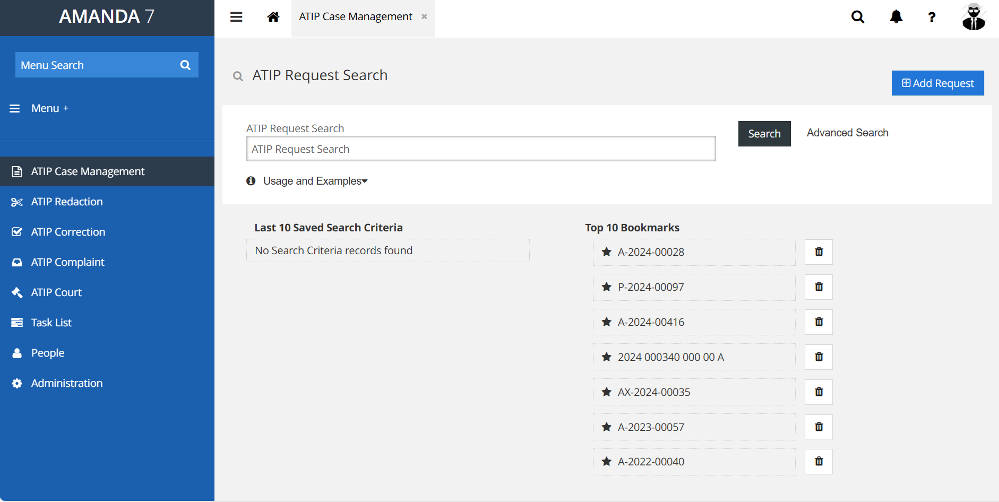 AMANDA 7
ATIP Case Management
Menu Search
Menu +
ATIP Case Management
ATIP Redaction
ATIP Correction
ATIP Complaint
ATIP Court
Task List
People
Administration
ATIP Request Search
Add Request
ATIP Request Search
ATIP Request Search
Search
Advanced Search
Usage and Examples
Last 10 Saved Search Criteria
No Search Criteria records found
Top 10 Bookmarks
A-2024-00028
P-2024-00097
A-2024-00416
2024 000340 000 00 A
AX-2024-00035
A-2023-00057
A-2022-00040